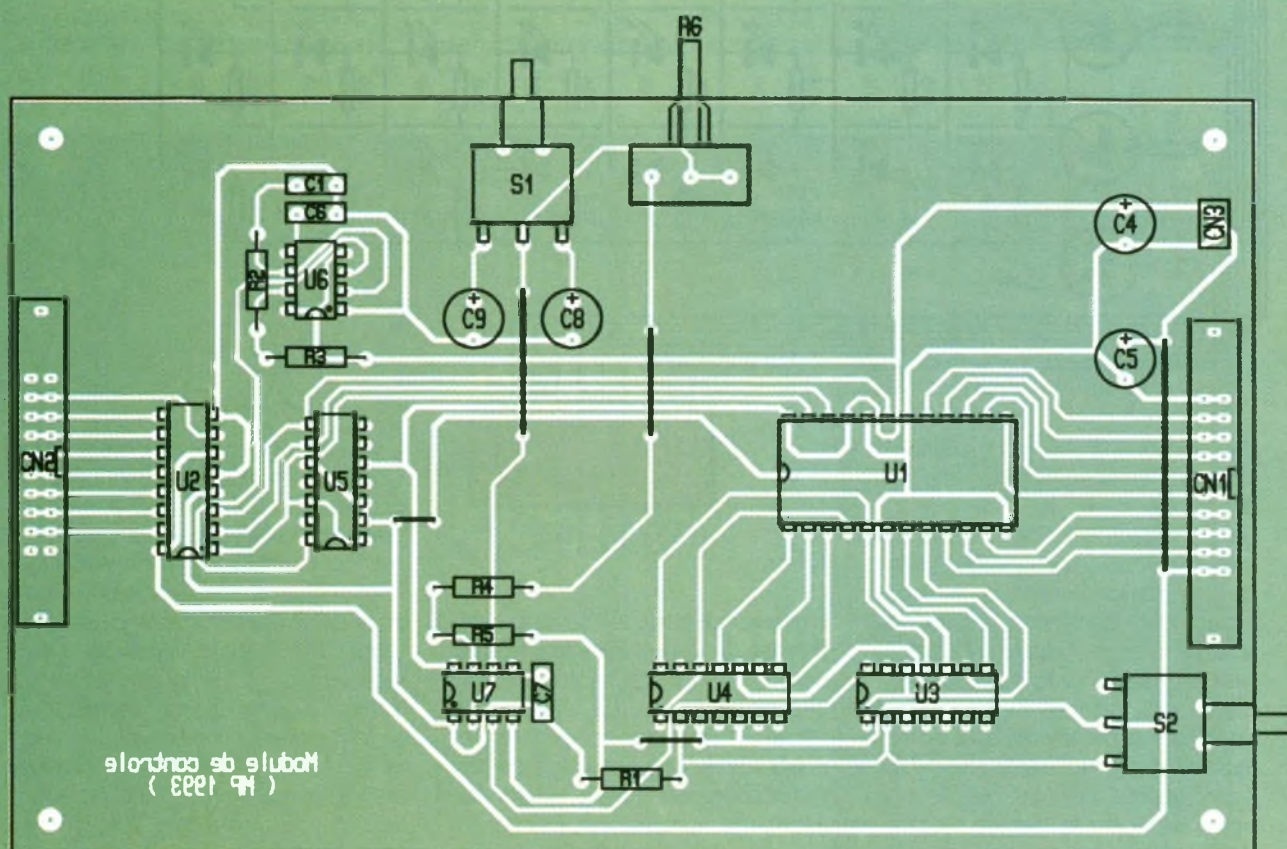 R6
S1
C1
C6
R2
U6
C9
C8
C4
CN3
C5
R3
CN2
U2
U5
U1
CN1
R4
R5
U7
C7
U4
U3
S2
R1
Module de controle
( MP 1993 )